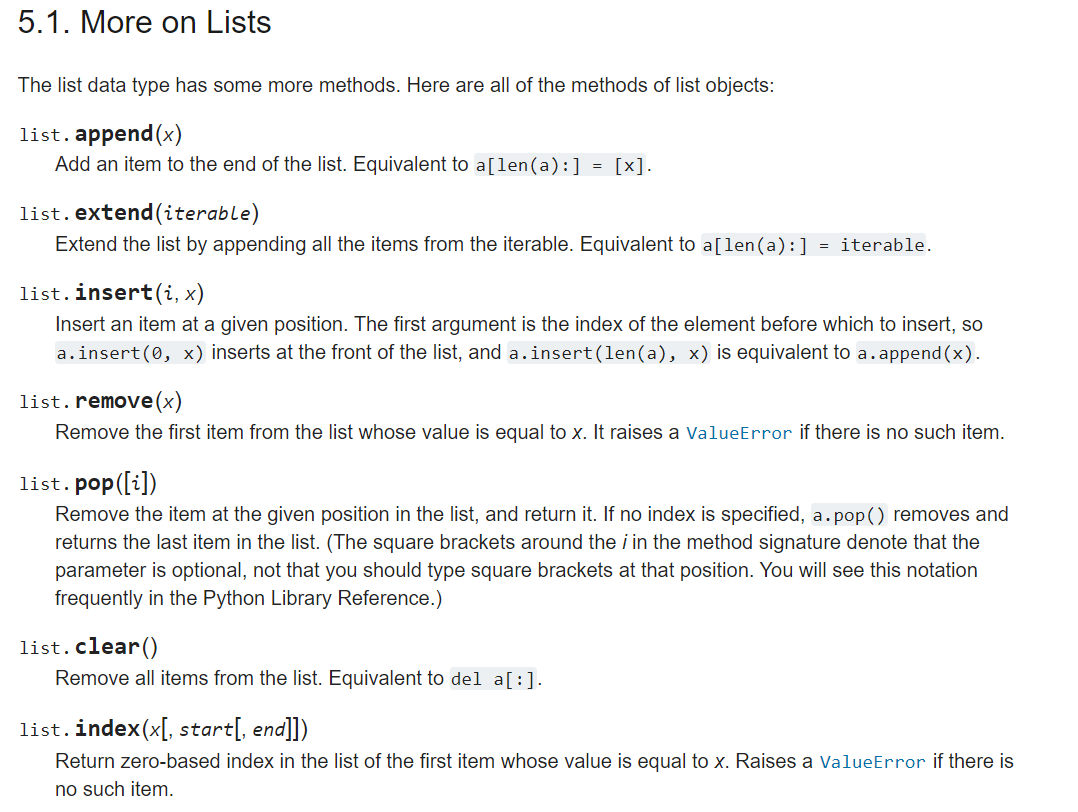 5.1. More on Lists
The list data type has some more methods. Here are all of the methods of list objects:
list.append(x)
Add an item to the end of the list. Equivalent to a[len(a):] = [x].
list.extend(iterable)
Extend the list by appending all the items from the iterable. Equivalent to a[len(a):] = iterable.
list.insert(i, x)
Insert an item at a given position. The first argument is the index of the element before which to insert, so
a.insert(0, x) inserts at the front of the list, and a.insert(len(a), x) is equivalent to a.append(x).
list.remove(x)
Remove the first item from the list whose value is equal to x. It raises a ValueError if there is no such item.
list.pop([i])
Remove the item at the given position in the list, and return it. If no index is specified, a.pop() removes and
returns the last item in the list. (The square brackets around the i in the method signature denote that the
parameter is optional, not that you should type square brackets at that position. You will see this notation
frequently in the Python Library Reference.)
list.clear()
Remove all items from the list. Equivalent to del a[:].
list.index(x[, start[, end]])
Return zero-based index in the list of the first item whose value is equal to x. Raises a ValueError if there is
no such item.